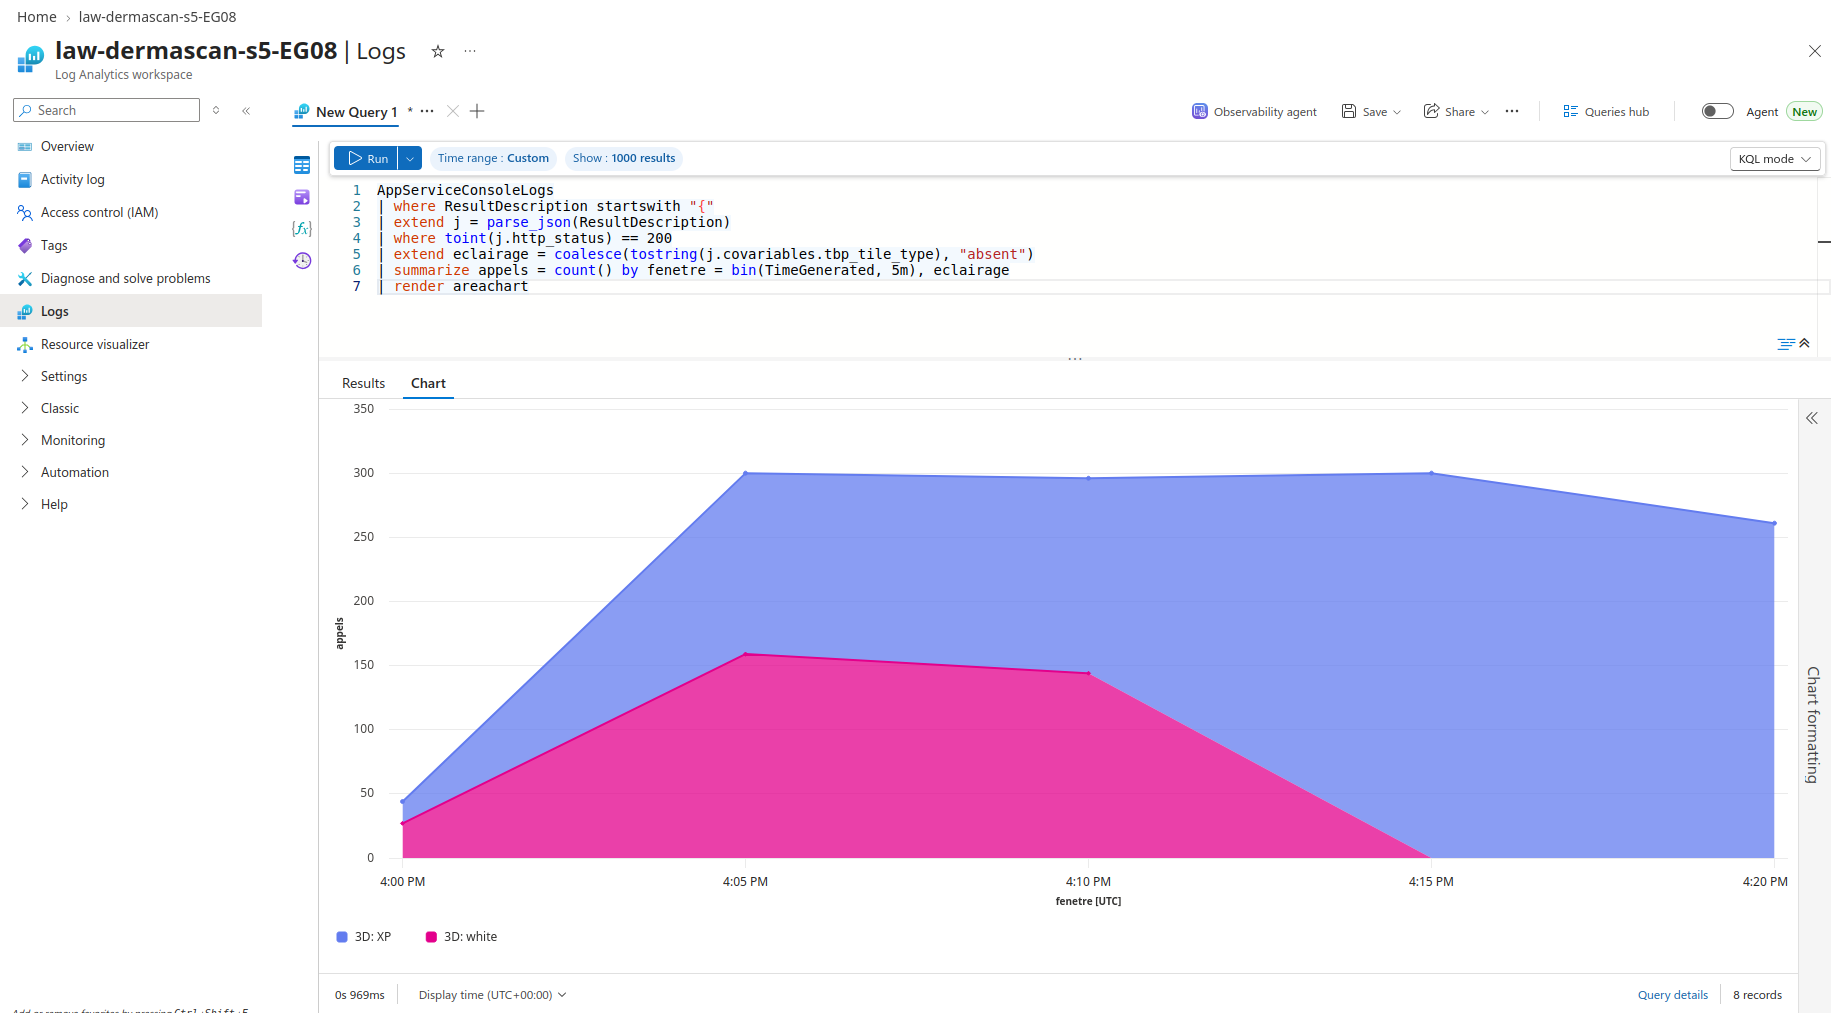 Home › law-dermascan-s5-EG08
law-dermascan-s5-EG08 | Logs ☆ ···
Log Analytics workspace
Search
Overview
Activity log
Access control (IAM)
Tags
Diagnose and solve problems
Logs
Resource visualizer
Settings
Classic
Monitoring
Automation
Help
New Query 1 * ···
Observability agent
Save
Share
···
Queries hub
Agent New
Run
Time range : Custom
Show : 1000 results
KQL mode
1 AppServiceConsoleLogs
2 | where ResultDescription startswith "{"
3 | extend j = parse_json(ResultDescription)
4 | where toint(j.http_status) == 200
5 | extend eclairage = coalesce(tostring(j.covariables.tbp_tile_type), "absent")
6 | summarize appels = count() by fenetre = bin(TimeGenerated, 5m), eclairage
7 | render areachart
Results Chart
350
300
250
200
150
100
50
0
appels
4:00 PM 4:05 PM 4:10 PM 4:15 PM 4:20 PM
fenetre [UTC]
3D: XP 3D: white
Chart formatting
0s 969ms
Display time (UTC+00:00)
Query details
8 records